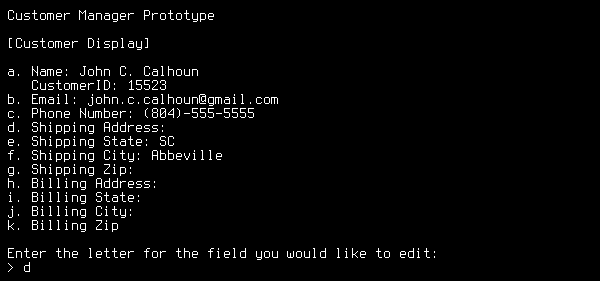 Customer Manager Prototype
[Customer Display]
a. Name: John C. Calhoun
CustomerID: 15523
b. Email: john.c.calhoun@gmail.com
c. Phone Number: (804)-555-5555
d. Shipping Address:
e. Shipping State: SC
f. Shipping City: Abbeville
g. Shipping Zip:
h. Billing Address:
i. Billing State:
j. Billing City:
k. Billing Zip
Enter the letter for the field you would like to edit:
> d